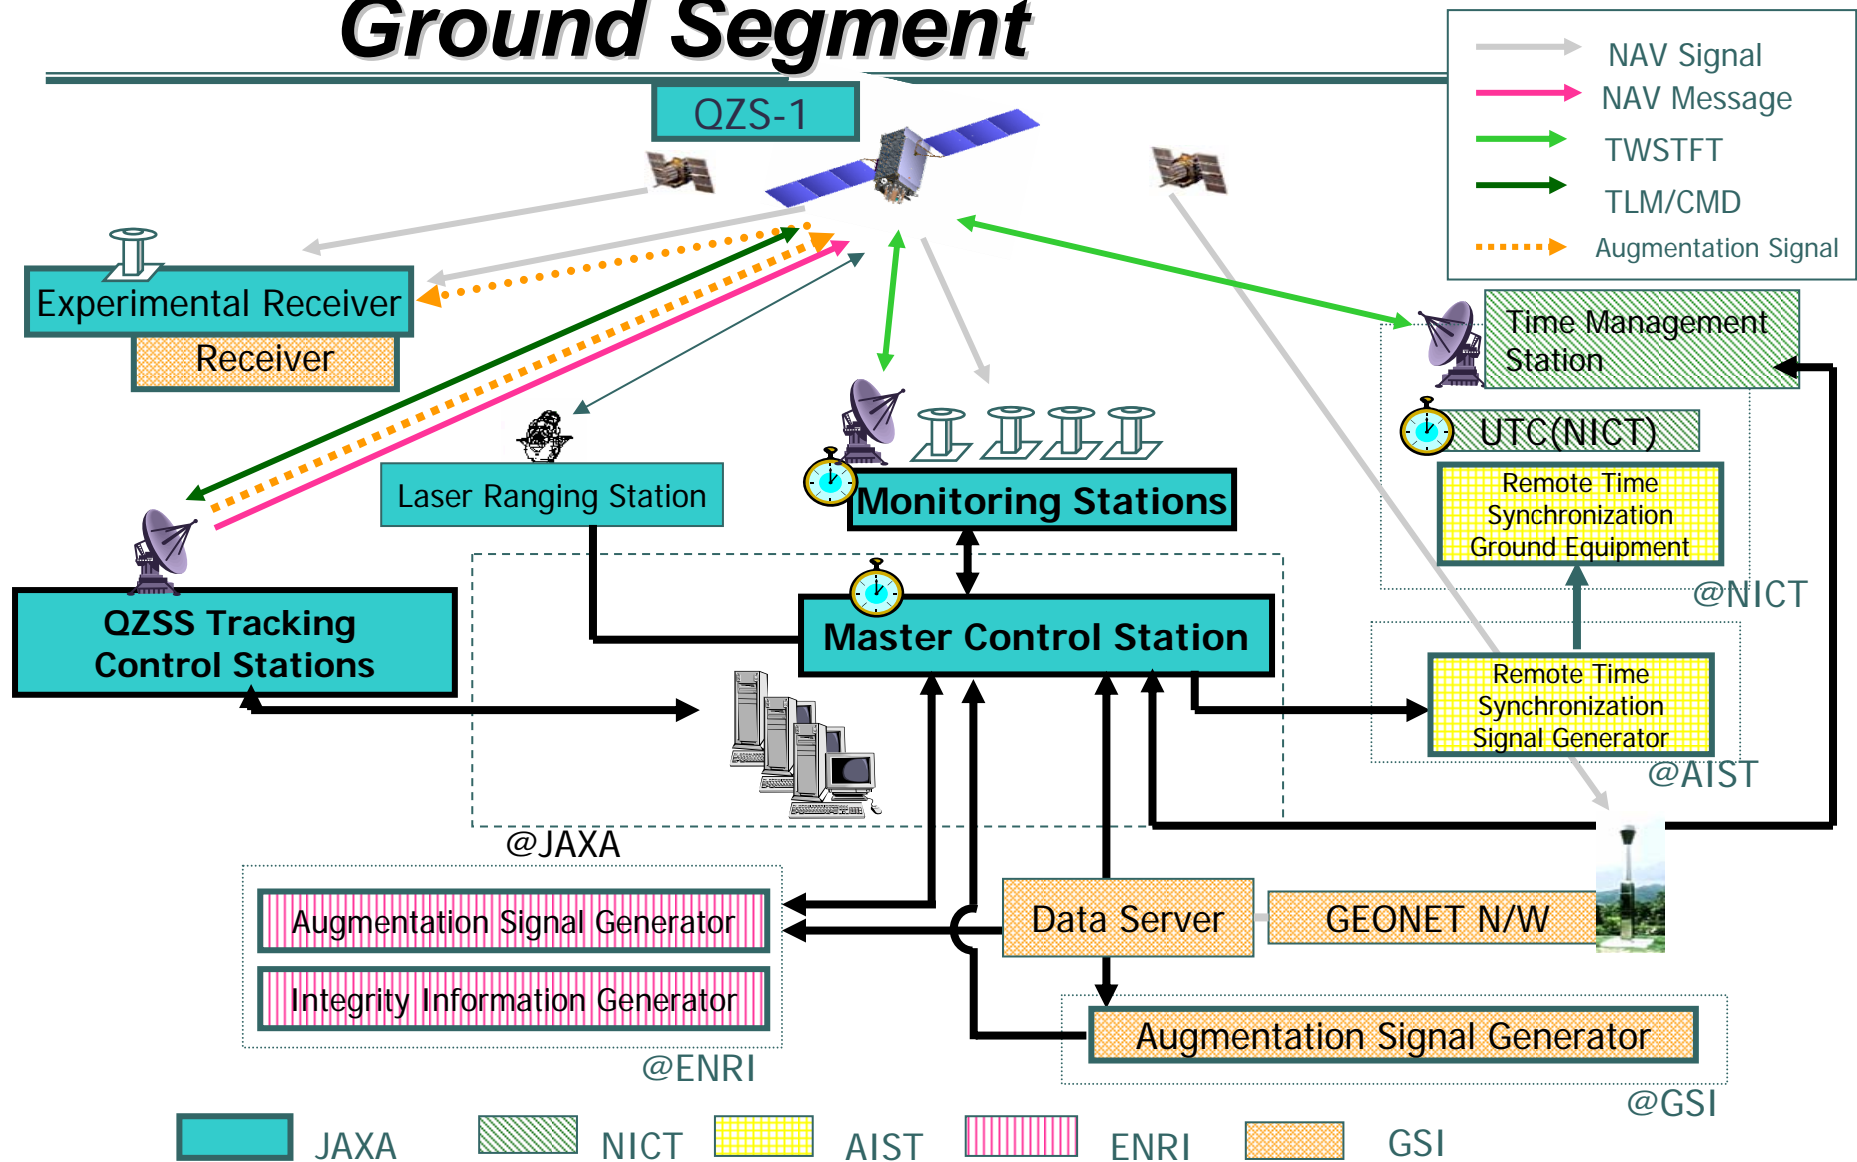 Ground Segment
NAV Signal
NAV Message
TWSTFT
TLM/CMD
Augmentation Signal
QZS-1
Experimental Receiver
Receiver
Time Management
Station
UTC(NICT)
Remote Time
Synchronization
Ground Equipment
@NICT
Laser Ranging Station
Monitoring Stations
QZSS Tracking
Control Stations
Master Control Station
Remote Time
Synchronization
Signal Generator
@AIST
@JAXA
Augmentation Signal Generator
Integrity Information Generator
@ENRI
Data Server
GEONET N/W
Augmentation Signal Generator
@GSI
JAXA
NICT
AIST
ENRI
GSI